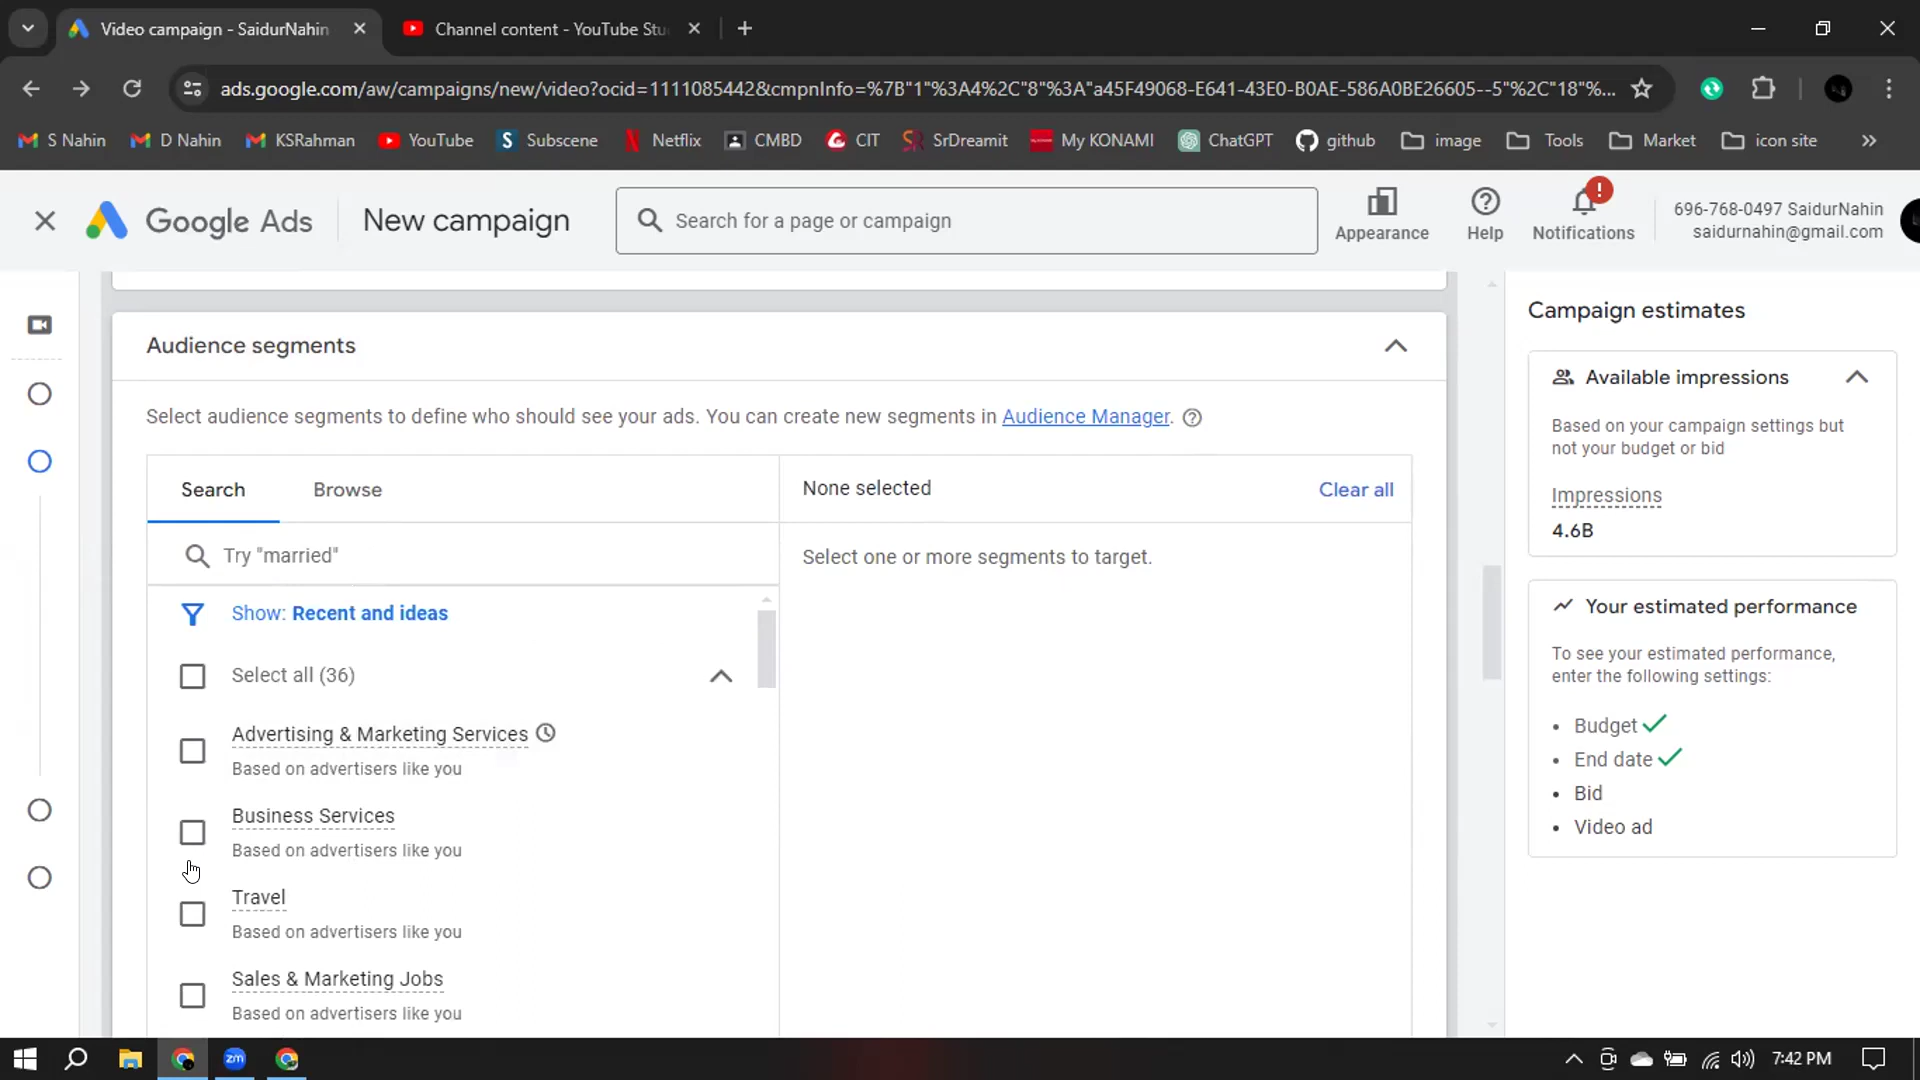 Video campaign - SaidurNahin
Channel content - YouTube Stu
ads.google.com/aw/campaigns/new/video?ocid=1111085442&cmpnInfo=%7B"1"%3A4%2C"8"%3A"a45F49068-E641-43E0-B0AE-586A0BE26605--5"%2C"18"%...
S Nahin
D Nahin
KSRahman
YouTube
Subscene
Netflix
CMBD
CIT
SrDreamit
My KONAMI
ChatGPT
github
image
Tools
Market
icon site
Google Ads
New campaign
Search for a page or campaign
Appearance
Help
Notifications
696-768-0497 SaidurNahin
saidurnahin@gmail.com
Audience segments
Select audience segments to define who should see your ads. You can create new segments in Audience Manager.
Search
Browse
None selected
Clear all
Try "married"
Select one or more segments to target.
Show: Recent and ideas
Select all (36)
Advertising & Marketing Services
Based on advertisers like you
Business Services
Based on advertisers like you
Travel
Based on advertisers like you
Sales & Marketing Jobs
Based on advertisers like you
Campaign estimates
Available impressions
Based on your campaign settings but
not your budget or bid
Impressions
4.6B
Your estimated performance
To see your estimated performance,
enter the following settings:
• Budget
• End date
• Bid
• Video ad
zm
7:42 PM